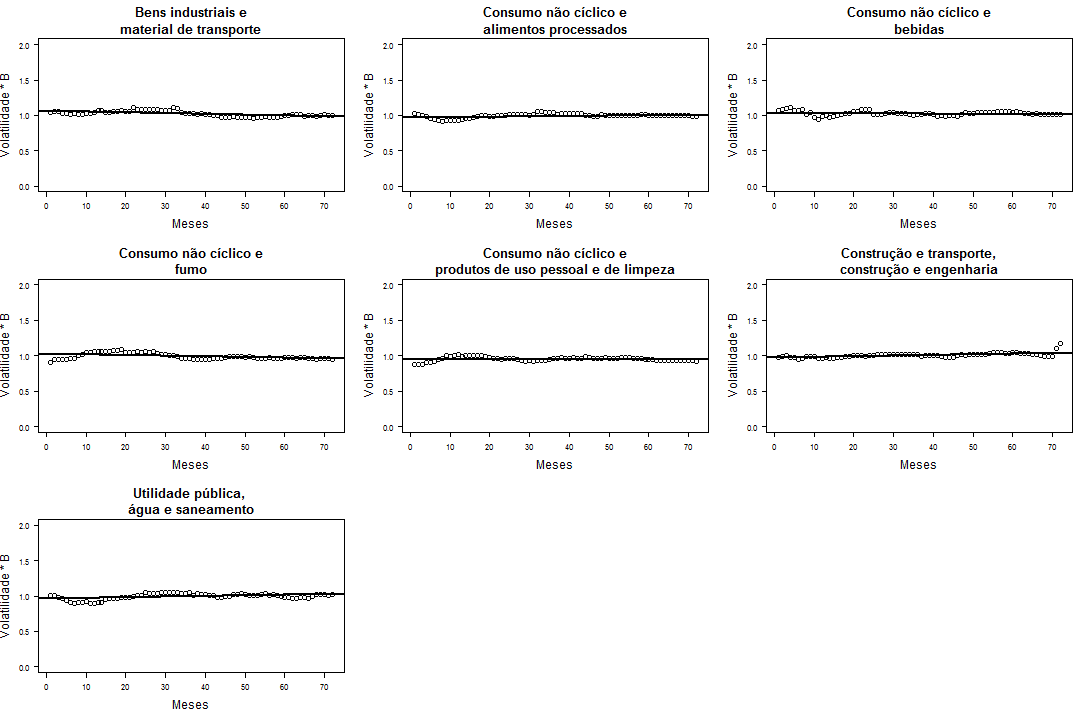 Bens industriais e
material de transporte
Volatilidade * B
2.0
1.5
1.0
0.5
0.0
0 10 20 30 40 50 60 70
Meses
Consumo não cíclico e
alimentos processados
Volatilidade * B
2.0
1.5
1.0
0.5
0.0
0 10 20 30 40 50 60 70
Meses
Consumo não cíclico e
bebidas
Volatilidade * B
2.0
1.5
1.0
0.5
0.0
0 10 20 30 40 50 60 70
Meses
Consumo não cíclico e
fumo
Volatilidade * B
2.0
1.5
1.0
0.5
0.0
0 10 20 30 40 50 60 70
Meses
Consumo não cíclico e
produtos de uso pessoal e de limpeza
Volatilidade * B
2.0
1.5
1.0
0.5
0.0
0 10 20 30 40 50 60 70
Meses
Construção e transporte,
construção e engenharia
Volatilidade * B
2.0
1.5
1.0
0.5
0.0
0 10 20 30 40 50 60 70
Meses
Utilidade pública,
água e saneamento
Volatilidade * B
2.0
1.5
1.0
0.5
0.0
0 10 20 30 40 50 60 70
Meses